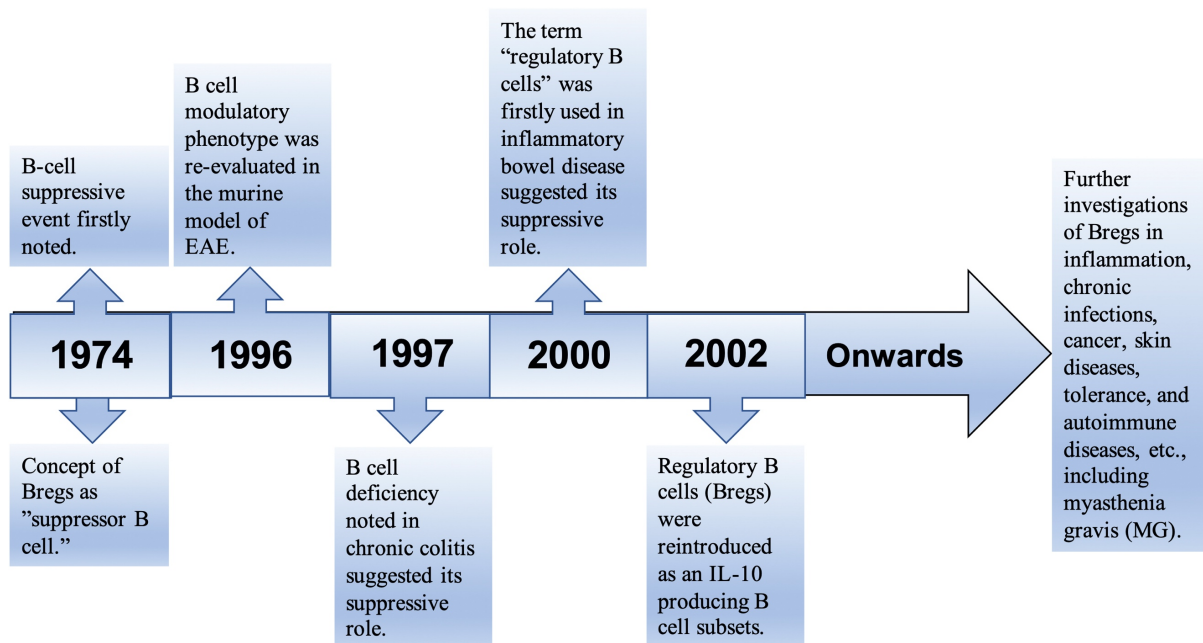 The term
“regulatory B
cells” was
firstly used in
inflammatory
bowel disease
suggested its
suppressive
role.
B cell
modulatory
phenotype was
re-evaluated in
the murine
model of
EAE.
B-cell
suppressive
event firstly
noted.
1974
1996
1997
2000
2002
Onwards
Further
investigations
of Bregs in
inflammation,
chronic
infections,
cancer, skin
diseases,
tolerance, and
autoimmune
diseases, etc.,
including
myasthenia
gravis (MG).
Concept of
Bregs as
”suppressor B
cell.”
B cell
deficiency
noted in
chronic colitis
suggested its
suppressive
role.
Regulatory B
cells (Bregs)
were
reintroduced
as an IL-10
producing B
cell subsets.